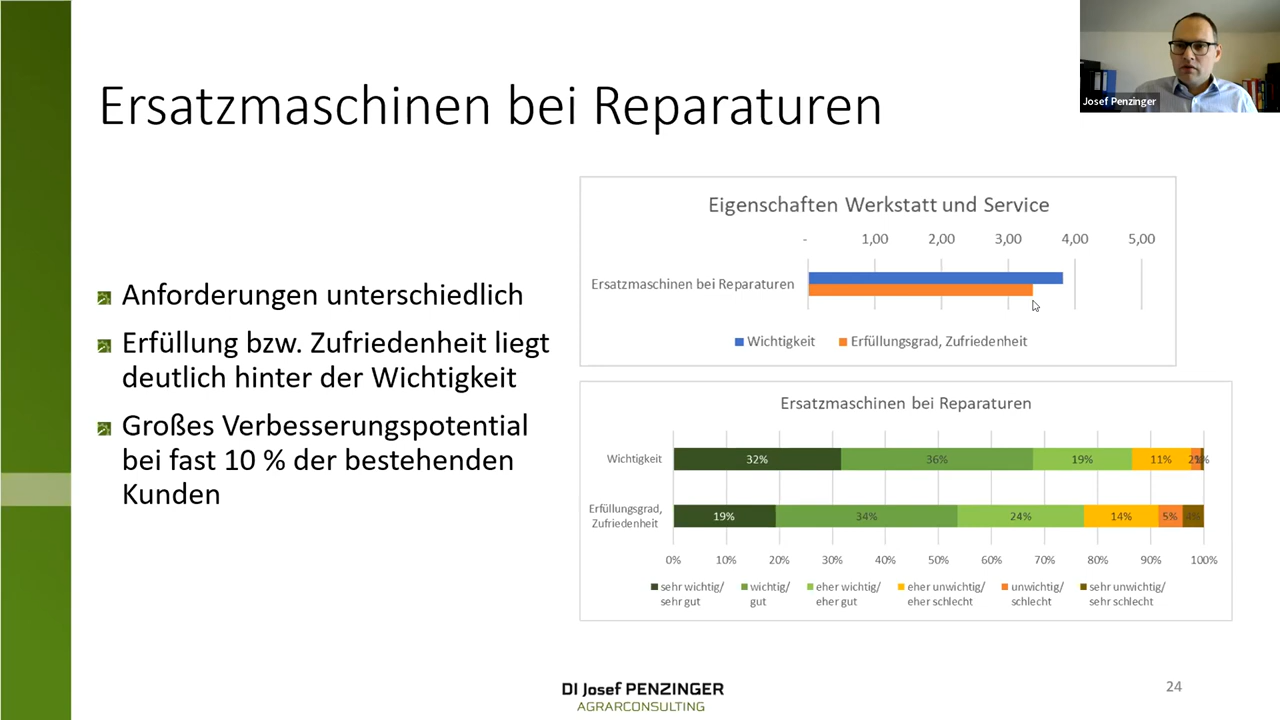 Josef Penzinger
Ersatzmaschinen bei Reparaturen
Anforderungen unterschiedlich
Erfüllung bzw. Zufriedenheit liegt
deutlich hinter der Wichtigkeit
Großes Verbesserungspotential
bei fast 10 % der bestehenden
Kunden
Eigenschaften Werkstatt und Service
- 1,00 2,00 3,00 4,00 5,00
Ersatzmaschinen bei Reparaturen
Wichtigkeit Erfüllungsgrad, Zufriedenheit
Ersatzmaschinen bei Reparaturen
Wichtigkeit 32% 36% 19% 11% 2% 1%
Erfüllungsgrad,
Zufriedenheit
19% 34% 24% 14% 5% 4%
0% 10% 20% 30% 40% 50% 60% 70% 80% 90% 100%
sehr wichtig/ wichtig/ eher wichtig/ eher unwichtig/ unwichtig/ sehr unwichtig/
sehr gut gut eher gut eher schlecht schlecht sehr schlecht
DI Josef PENZINGER
AGRARCONSULTING
24